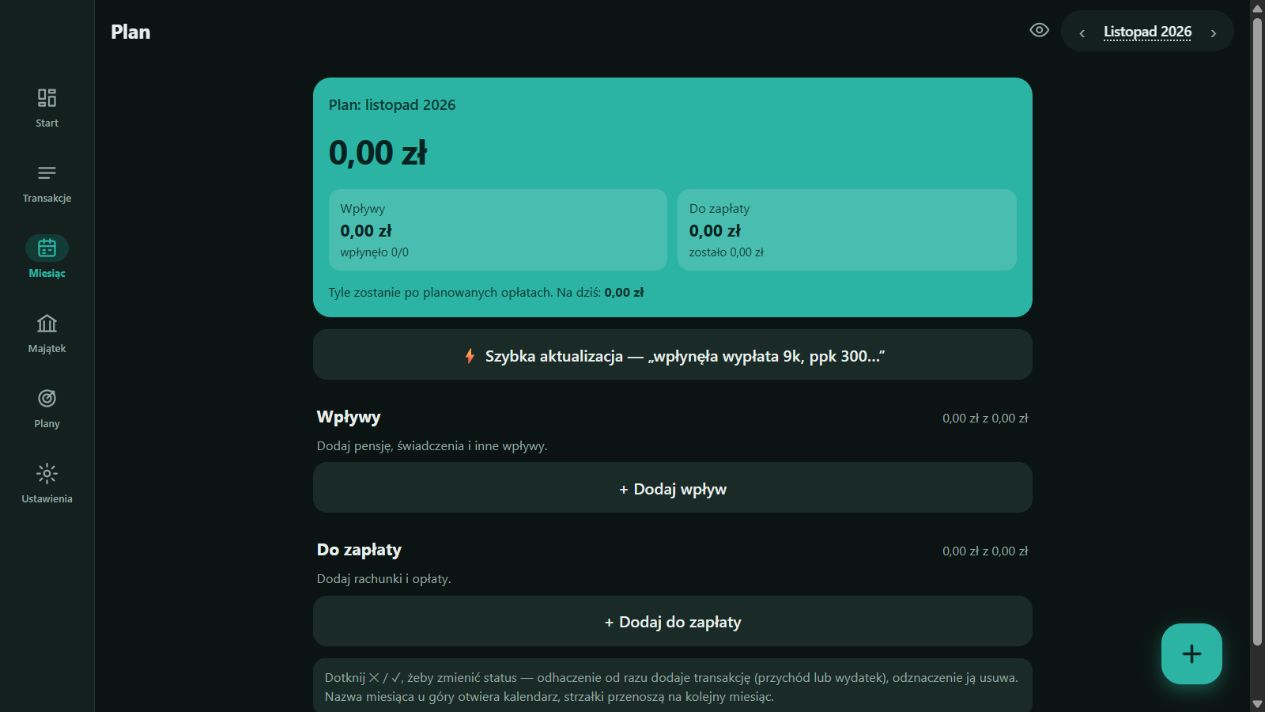 Plan
‹ Listopad 2026 ›
Start
Transakcje
Miesiąc
Majątek
Plany
Ustawienia
Plan: listopad 2026
0,00 zł
Wpływy
0,00 zł
wpłynęło 0/0
Do zapłaty
0,00 zł
zostało 0,00 zł
Tyle zostanie po planowanych opłatach. Na dziś: 0,00 zł
⚡ Szybka aktualizacja — „wpłynęła wypłata 9k, ppk 300…”
Wpływy
0,00 zł z 0,00 zł
Dodaj pensję, świadczenia i inne wpływy.
+ Dodaj wpływ
Do zapłaty
0,00 zł z 0,00 zł
Dodaj rachunki i opłaty.
+ Dodaj do zapłaty
+
Dotknij ✕ / ✓, żeby zmienić status — odhaczenie od razu dodaje transakcję (przychód lub wydatek), odznaczenie ją usuwa.
Nazwa miesiąca u góry otwiera kalendarz, strzałki przenoszą na kolejny miesiąc.